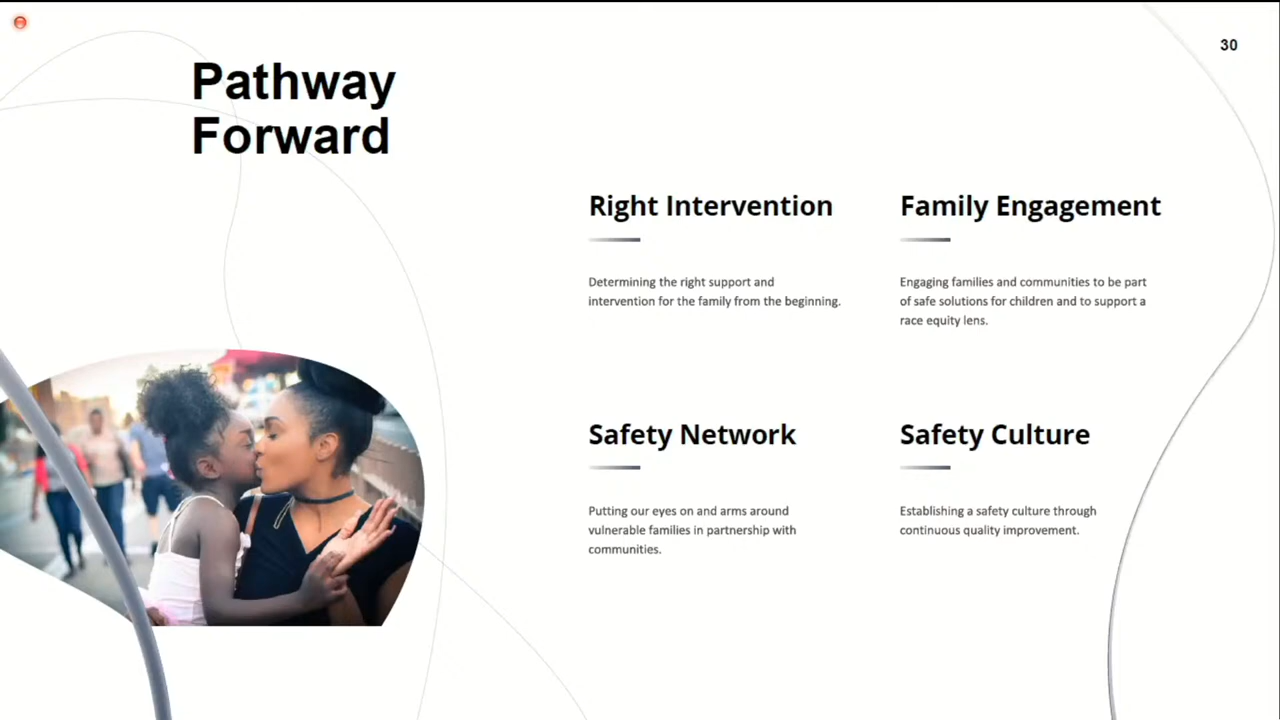 30
Pathway
Forward
Right Intervention
Determining the right support and
intervention for the family from the beginning.
Family Engagement
Engaging families and communities to be part
of safe solutions for children and to support a
race equity lens.
Safety Network
Putting our eyes on and arms around
vulnerable families in partnership with
communities.
Safety Culture
Establishing a safety culture through
continuous quality improvement.